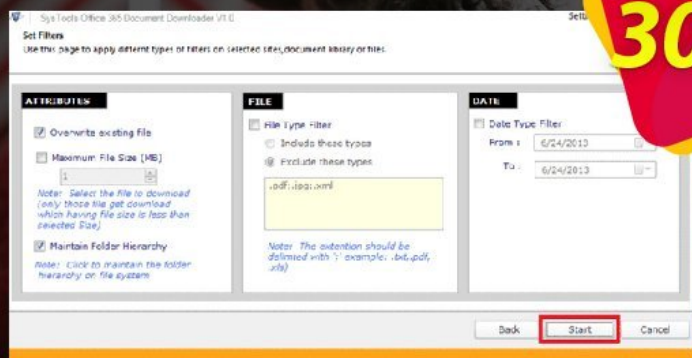 SysTools Office 365 Document Downloader V1.0
Set Filters
Use this page to apply differnt types of filters on selected sites,document library or files.
30
ATTRIBUTES
Overwrite existing file
Maximum File Size (MB)
1
Note: Select the file to download
(only those file get download
which having file size is less than
selected Size)
Maintain Folder Hierarchy
Note: Click to maintain the folder
hierarchy on file system
FILE
File Type Filter
Include these types
Exclude these types
.pdf;.jpg;.xml
Note: The extention should be
delimited with ';' example: .txt,.pdf,
.xls)
DATE
Date Type Filter
From : 6/24/2013
To : 6/24/2013
Back Start Cancel